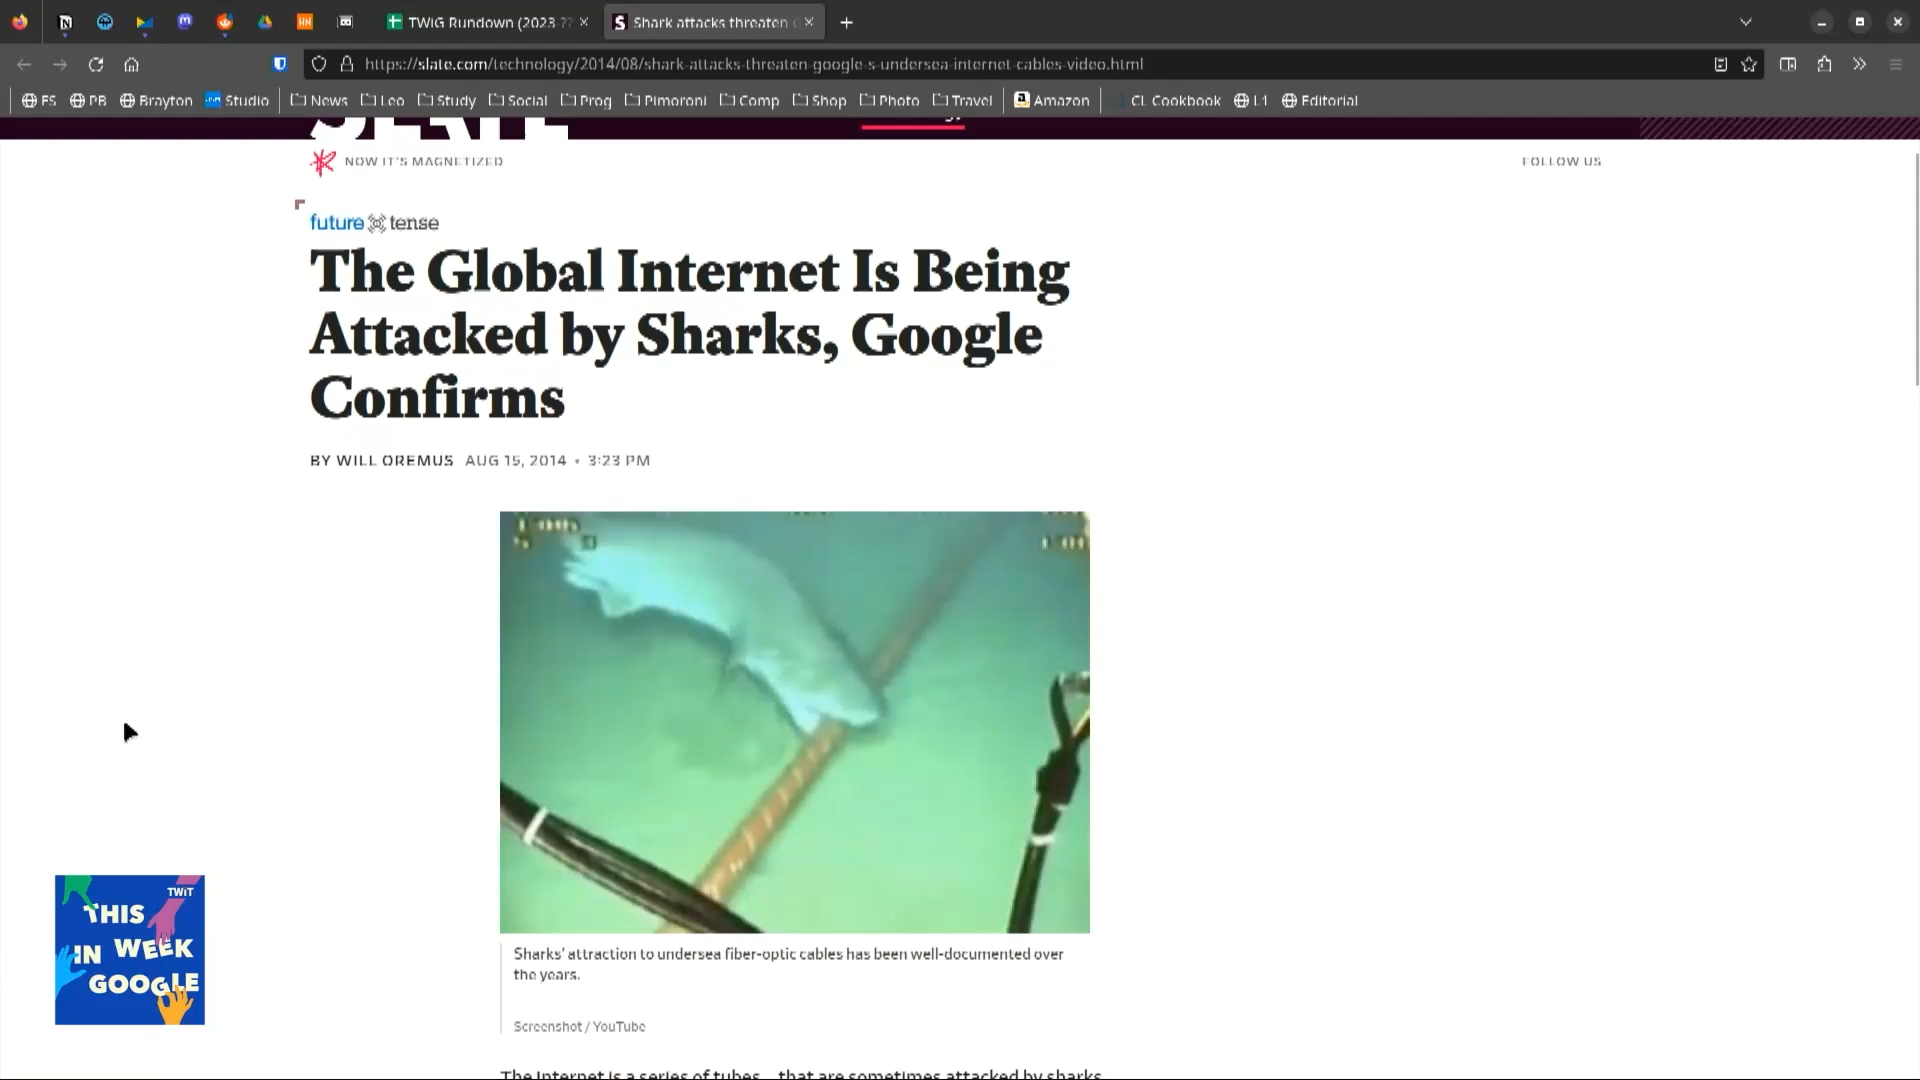 TWiG Rundown (2023-??
Shark attacks threaten
https://slate.com/technology/2014/08/shark-attacks-threaten-google-s-undersea-internet-cables-video.html
FS
PB
Brayton
Studio
News
Leo
Study
Social
Prog
Pimoroni
Comp
Shop
Photo
Travel
Amazon
CL Cookbook
L1
Editorial
SLATE
NOW IT'S MAGNETIZED
FOLLOW US
future tense
The Global Internet Is Being
Attacked by Sharks, Google
Confirms
BY WILL OREMUS AUG 15, 2014 • 3:23 PM
Sharks' attraction to undersea fiber-optic cables has been well-documented over
the years.
Screenshot / YouTube
The Internet is a series of tubes... that are sometimes attacked by sharks.
TWiT
THIS
IN WEEK
GOOGLE